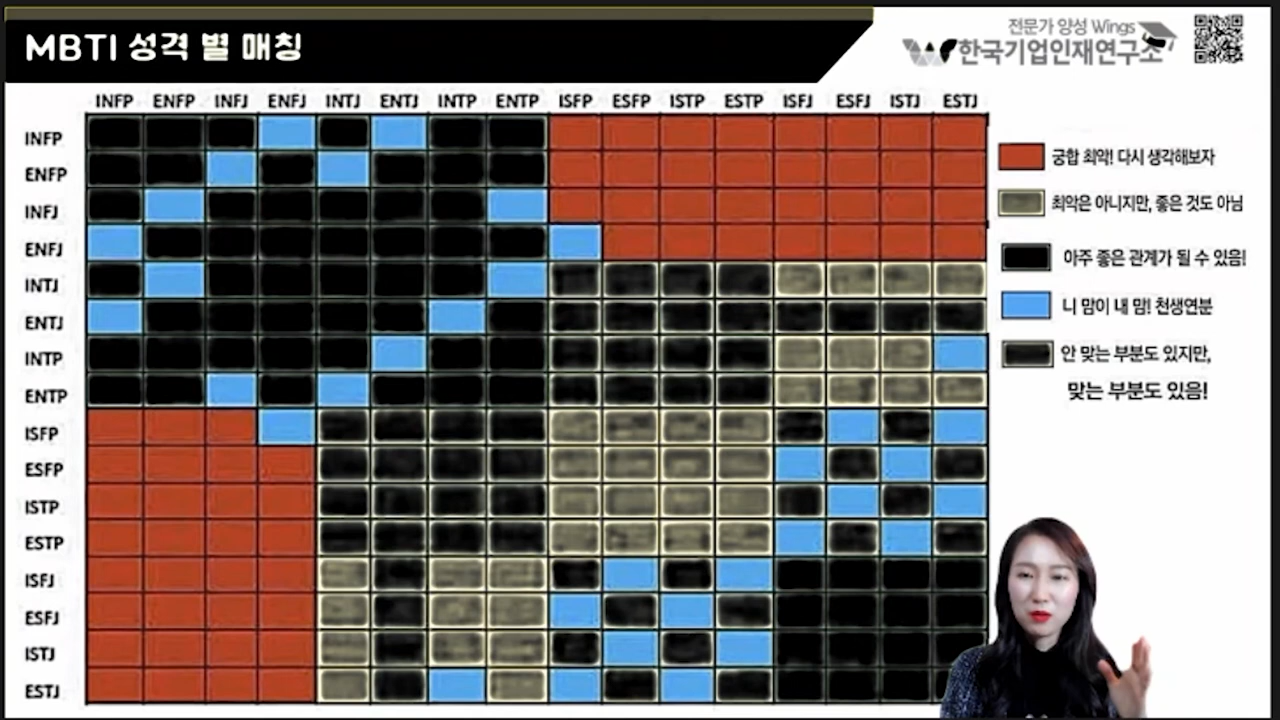 MBTI 성격 별 매칭
전문가 양성 Wings
한국기업인재연구소
INFP ENFP INFJ ENFJ INTJ ENTJ INTP ENTP ISFP ESFP ISTP ESTP ISFJ ESFJ ISTJ ESTJ
INFP
ENFP
INFJ
ENFJ
INTJ
ENTJ
INTP
ENTP
ISFP
ESFP
ISTP
ESTP
ISFJ
ESFJ
ISTJ
ESTJ
궁합 최악! 다시 생각해보자
최악은 아니지만, 좋은 것도 아님
아주 좋은 관계가 될 수 있음!
니 맘이 내 맘! 천생연분
안 맞는 부분도 있지만,
맞는 부분도 있음!